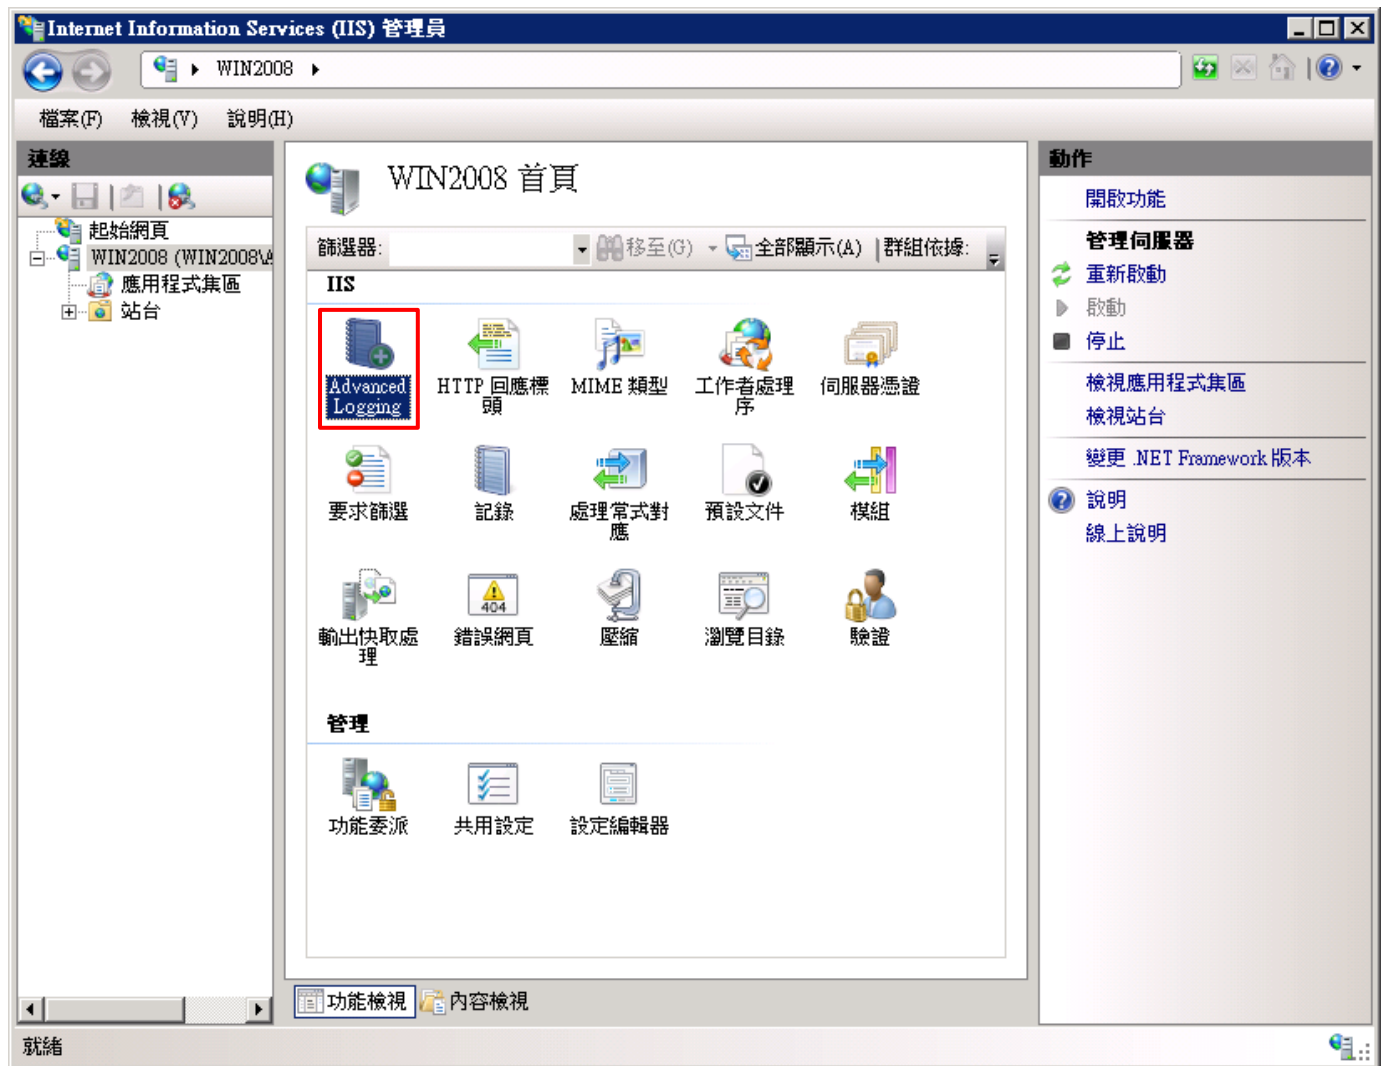 Internet Information Services (IIS) 管理員
WIN2008
檔案(F) 檢視(V) 說明(H)
連線
起始網頁
WIN2008 (WIN2008\A
應用程式集區
站台
WIN2008 首頁
篩選器: 移至(G) 全部顯示(A) 群組依據:
IIS
Advanced
Logging
HTTP 回應標
頭
MIME 類型
工作者處理
序
伺服器憑證
要求篩選
記錄
處理常式對
應
預設文件
模組
輸出快取處
理
404
錯誤網頁
壓縮
瀏覽目錄
驗證
管理
功能委派
共用設定
設定編輯器
功能檢視
內容檢視
動作
開啟功能
管理伺服器
重新啟動
啟動
停止
檢視應用程式集區
檢視站台
變更 .NET Framework 版本
說明
線上說明
就緒